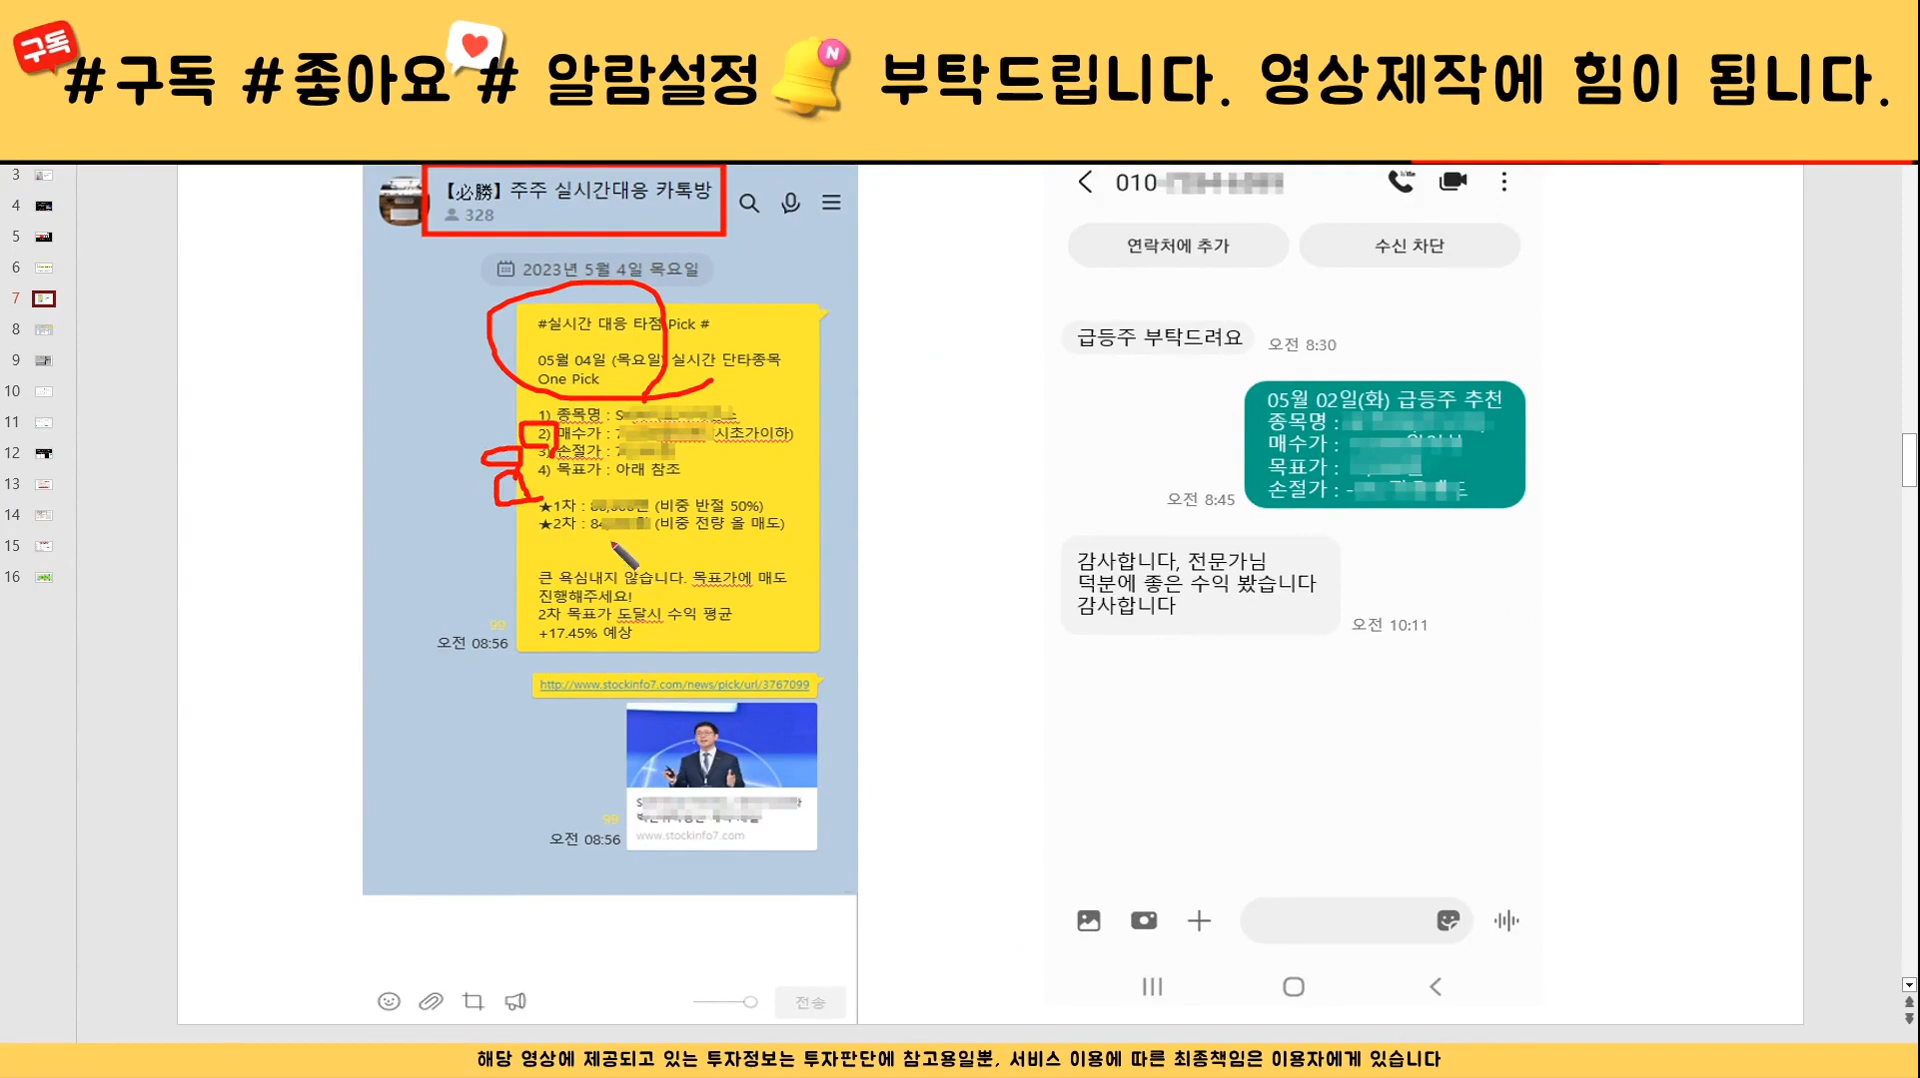 구독
#구독 #좋아요 # 알람설정 부탁드립니다. 영상제작에 힘이 됩니다.
N
3
4
5
6
7
8
9
10
11
12
13
14
15
16
【必勝】 주주 실시간대응 카톡방
328
2023년 5월 4일 목요일
#실시간 대응 타점 Pick #
05월 04일 (목요일) 실시간 단타종목
One Pick
1) 종목명 : S
2) 매수가 : 7 (시초가이하)
3) 손절가 : 7
4) 목표가 : 아래 참조
★1차 : (비중 반절 50%)
★2차 : 84 (비중 전량 올 매도)
큰 욕심내지 않습니다. 목표가에 매도
진행해주세요!
2차 목표가 도달시 수익 평균
+17.45% 예상
99
오전 08:56
http://www.stockinfo7.com/news/pick/url/3767099
S
www.stockinfo7.com
99
오전 08:56
전송
010-
연락처에 추가
수신 차단
급등주 부탁드려요
오전 8:30
05월 02일(화) 급등주 추천
종목명 :
매수가 :
목표가 :
손절가 : -
오전 8:45
감사합니다, 전문가님
덕분에 좋은 수익 봤습니다
감사합니다
오전 10:11
해당 영상에 제공되고 있는 투자정보는 투자판단에 참고용일뿐, 서비스 이용에 따른 최종책임은 이용자에게 있습니다